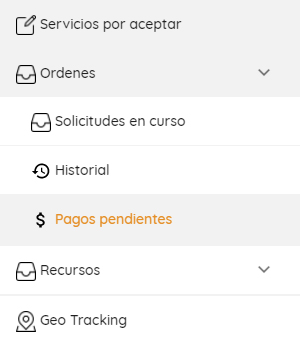 Servicios por aceptar
Ordenes
Solicitudes en curso
Historial
Pagos pendientes
Recursos
Geo Tracking